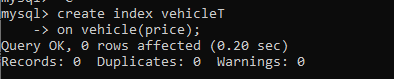 mysql> create index vehicleT
    -> on vehicle(price);
Query OK, 0 rows affected (0.20 sec)
Records: 0  Duplicates: 0  Warnings: 0